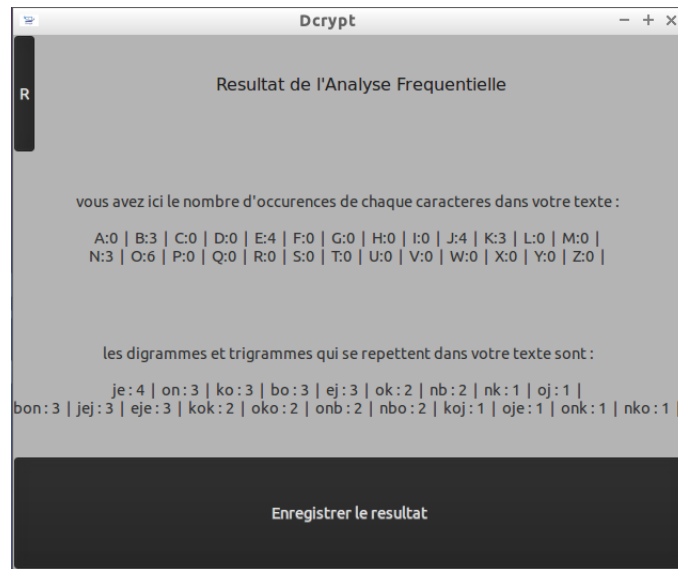 Dcrypt
R
Resultat de l'Analyse Frequentielle
vous avez ici le nombre d'occurences de chaque caracteres dans votre texte :
A:0 | B:3 | C:0 | D:0 | E:4 | F:0 | G:0 | H:0 | I:0 | J:4 | K:3 | L:0 | M:0 |
N:3 | O:6 | P:0 | Q:0 | R:0 | S:0 | T:0 | U:0 | V:0 | W:0 | X:0 | Y:0 | Z:0 |
les digrammes et trigrammes qui se repettent dans votre texte sont :
je : 4 | on : 3 | ko : 3 | bo : 3 | ej : 3 | ok : 2 | nb : 2 | nk : 1 | oj : 1 |
bon : 3 | jej : 3 | eje : 3 | kok : 2 | oko : 2 | onb : 2 | nbo : 2 | koj : 1 | oje : 1 | onk : 1 | nko : 1 |
Enregistrer le resultat